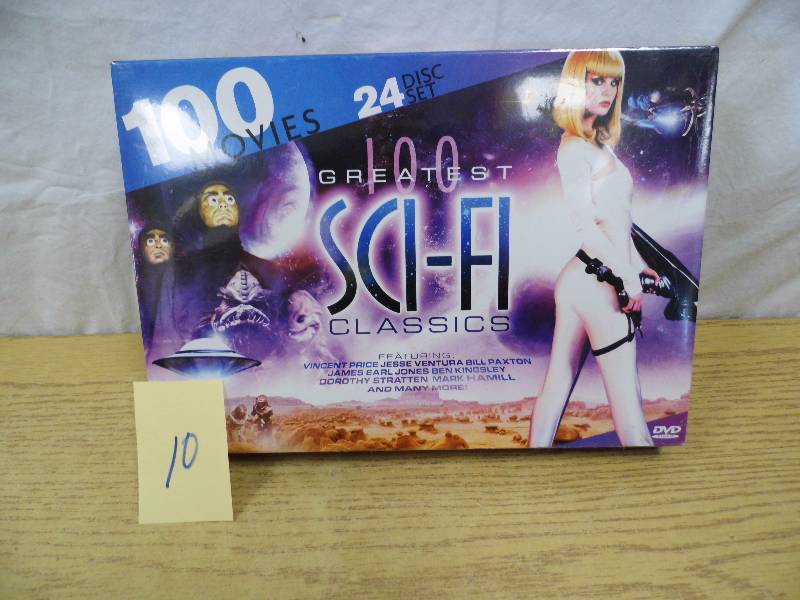 100
MOVIES
24 DISC SET
100
GREATEST
SCI-FI
CLASSICS
FEATURING:
VINCENT PRICE JESSE VENTURA BILL PAXTON
JAMES EARL JONES BEN KINGSLEY
DOROTHY STRATTEN MARK HAMILL
AND MANY MORE!
DVD
10